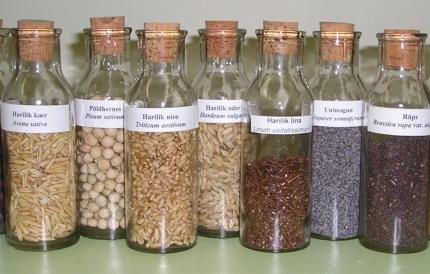 Harilik kaer
Avena sativa
Põldhernes
Pisum sativum
Harilik nisu
Triticum aestivum
Harilik oder
Hordeum vulgare
Harilik lina
Linum usitatissimum
Unimagun
Papaver somniferum
Rüps
Brassica rapa var.